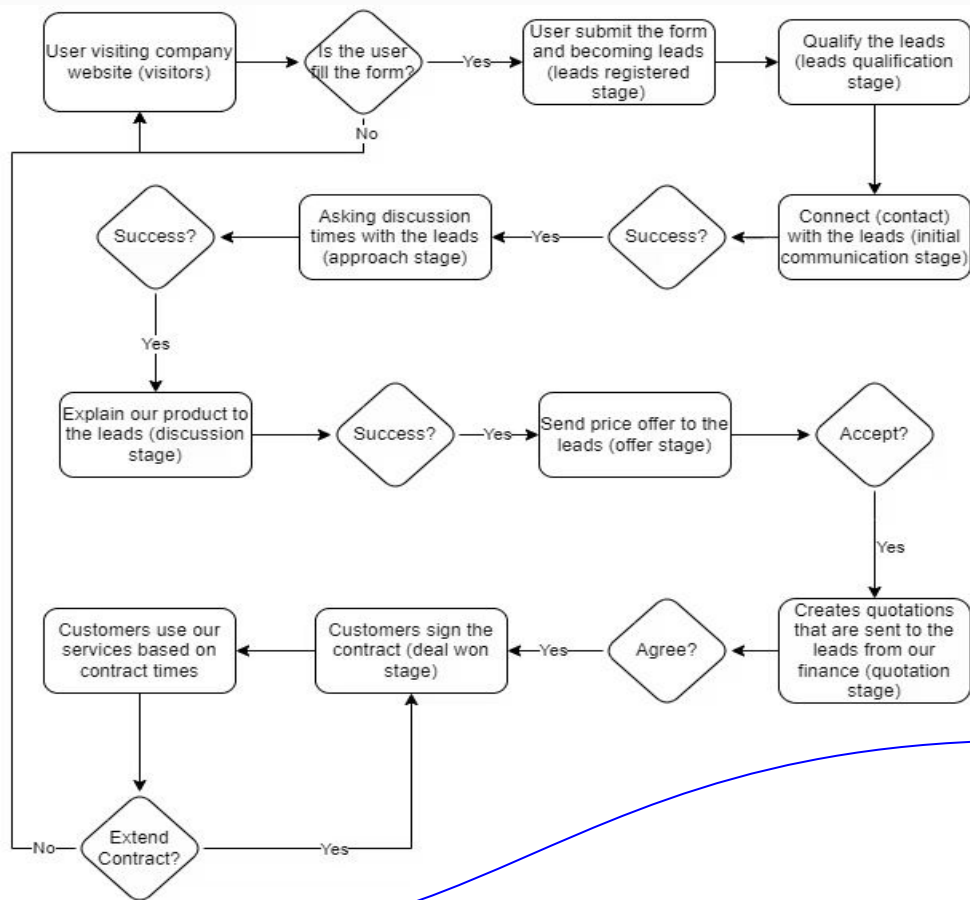 User visiting company
website (visitors)
Is the user
fill the form?
Yes
User submit the form
and becoming leads
(leads registered
stage)
Qualify the leads
(leads qualification
stage)
No
Connect (contact)
with the leads (initial
communication stage)
Success?
Yes
Asking discussion
times with the leads
(approach stage)
Success?
Yes
Explain our product to
the leads (discussion
stage)
Success?
Yes
Send price offer to the
leads (offer stage)
Accept?
Yes
Creates quotations
that are sent to the
leads from our
finance (quotation
stage)
Agree?
Yes
Customers sign the
contract (deal won
stage)
Customers use our
services based on
contract times
Extend
Contract?
No
Yes